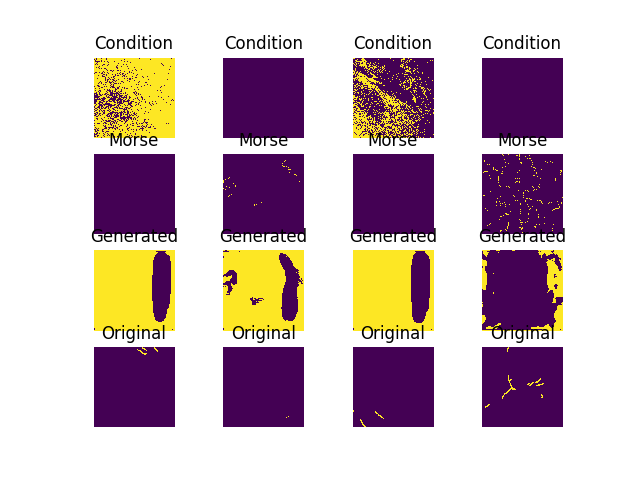 Condition Condition Condition Condition
Morse Morse Morse Morse
Generated Generated Generated Generated
Original Original Original Original